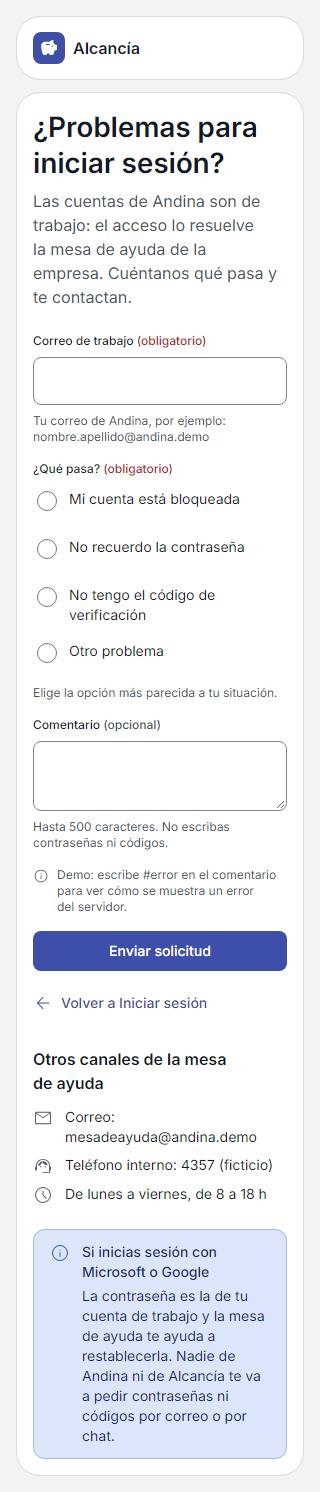 Alcancía
¿Problemas para
iniciar sesión?
Las cuentas de Andina son de
trabajo: el acceso lo resuelve
la mesa de ayuda de la
empresa. Cuéntanos qué pasa y
te contactan.
Correo de trabajo (obligatorio)
Tu correo de Andina, por ejemplo:
nombre.apellido@andina.demo
¿Qué pasa? (obligatorio)
Mi cuenta está bloqueada
No recuerdo la contraseña
No tengo el código de
verificación
Otro problema
Elige la opción más parecida a tu situación.
Comentario (opcional)
Hasta 500 caracteres. No escribas
contraseñas ni códigos.
Demo: escribe #error en el comentario
para ver cómo se muestra un error
del servidor.
Enviar solicitud
Volver a Iniciar sesión
Otros canales de la mesa
de ayuda
Correo:
mesadeayuda@andina.demo
Teléfono interno: 4357 (ficticio)
De lunes a viernes, de 8 a 18 h
Si inicias sesión con
Microsoft o Google
La contraseña es la de tu
cuenta de trabajo y la mesa
de ayuda te ayuda a
restablecerla. Nadie de
Andina ni de Alcancía te va
a pedir contraseñas ni
códigos por correo o por
chat.